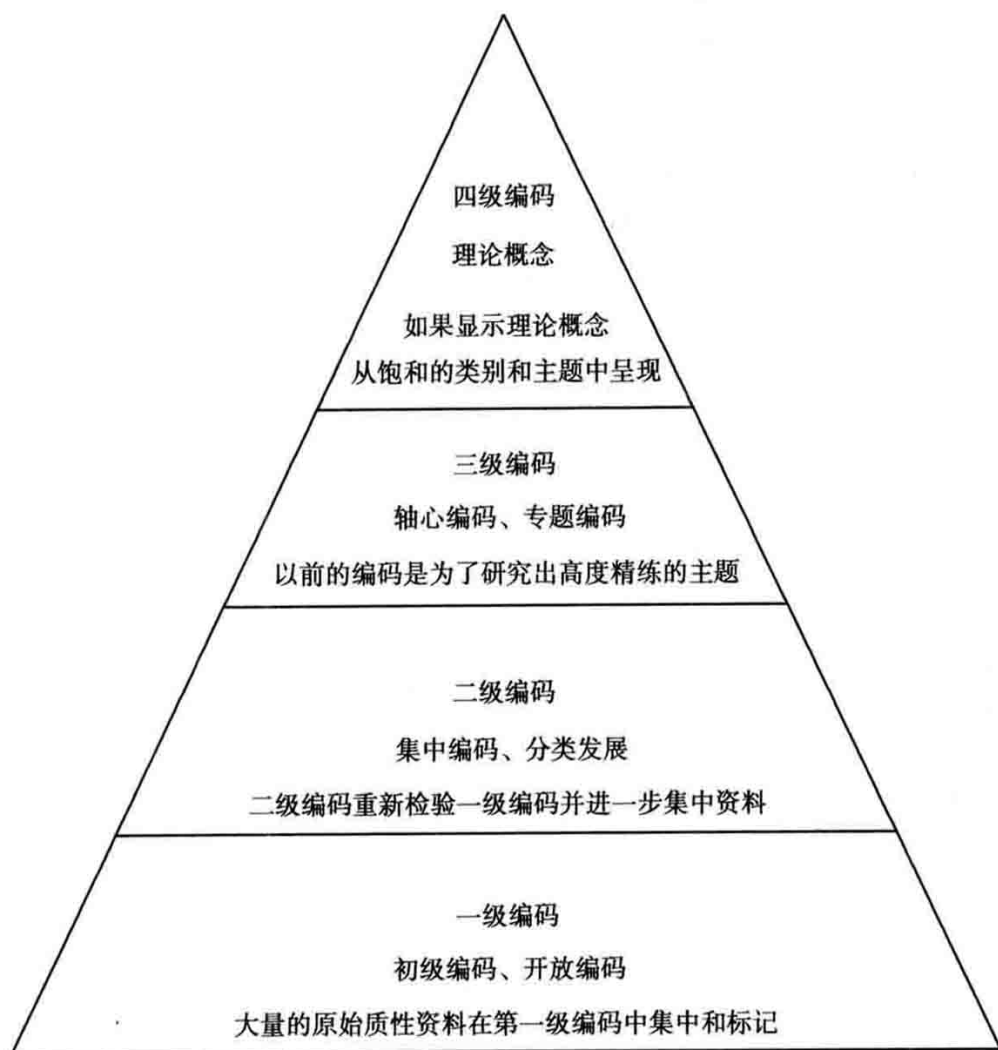 四级编码
理论概念
如果显示理论概念
从饱和的类别和主题中呈现
三级编码
轴心编码、专题编码
以前的编码是为了研究出高度精练的主题
二级编码
集中编码、分类发展
二级编码重新检验一级编码并进一步集中资料
一级编码
初级编码、开放编码
大量的原始质性资料在第一级编码中集中和标记